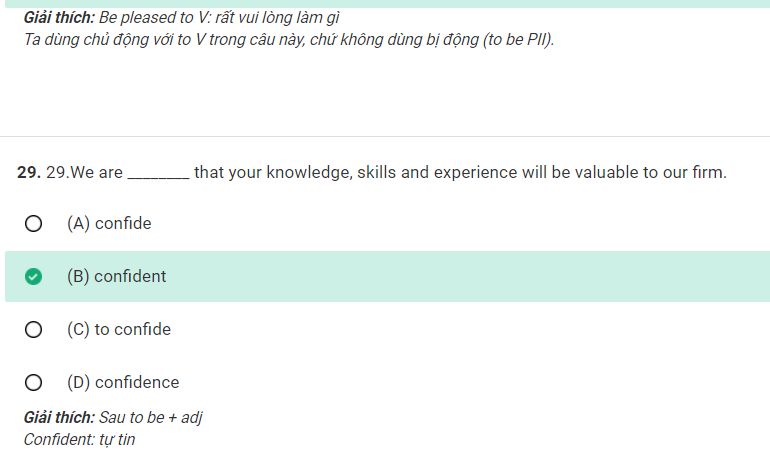 Giải thích: Be pleased to V: rất vui lòng làm gì
Ta dùng chủ động với to V trong câu này, chứ không dùng bị động (to be PII).
29. 29.We are ________ that your knowledge, skills and experience will be valuable to our firm.
(A) confide
(B) confident
(C) to confide
(D) confidence
Giải thích: Sau to be + adj
Confident: tự tin